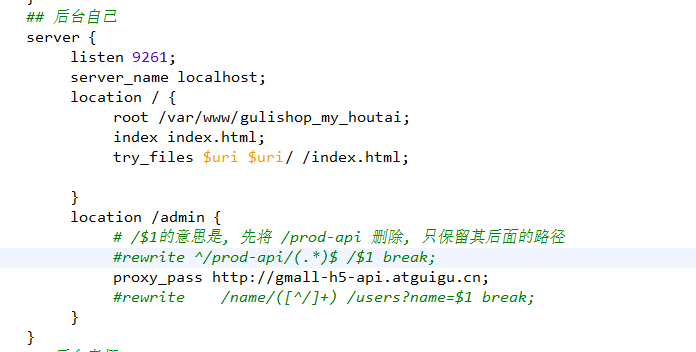 }
## 后台自己
server {
listen 9261;
server_name localhost;
location / {
root /var/www/gulishop_my_houtai;
index index.html;
try_files $uri $uri/ /index.html;
}
location /admin {
# /$1的意思是, 先将 /prod-api 删除, 只保留其后面的路径
#rewrite ^/prod-api/(.*)$ /$1 break;
proxy_pass http://gmall-h5-api.atguigu.cn;
#rewrite    /name/([^/]+) /users?name=$1 break;
}
}